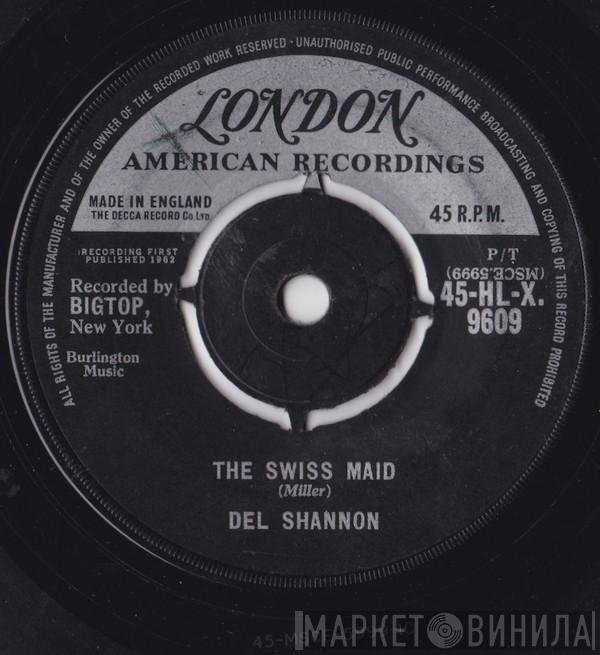 ALL RIGHTS OF THE MANUFACTURER AND OF THE OWNER OF THE RECORDED WORK RESERVED · UNAUTHORISED PUBLIC PERFORMANCE BROADCASTING AND COPYING OF THIS RECORD PROHIBITED
LONDON
AMERICAN RECORDINGS
MADE IN ENGLAND
THE DECCA RECORD Co Ltd
45 R.P.M.
RECORDING FIRST
PUBLISHED 1962
Recorded by
BIGTOP,
New York
Burlington
Music
P/T
(MSCE.5999)
45-HL-X.
9609
THE SWISS MAID
(Miller)
DEL SHANNON
МАРКЕТ ВИНИЛА